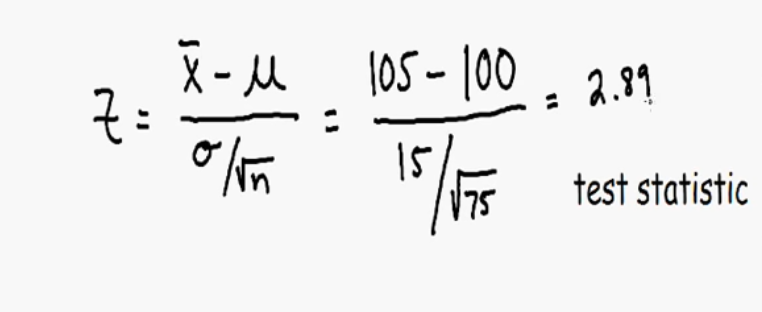 z = (x̄ - μ) / (σ/√n) = (105 - 100) / (15/√75) = 2.89
test statistic